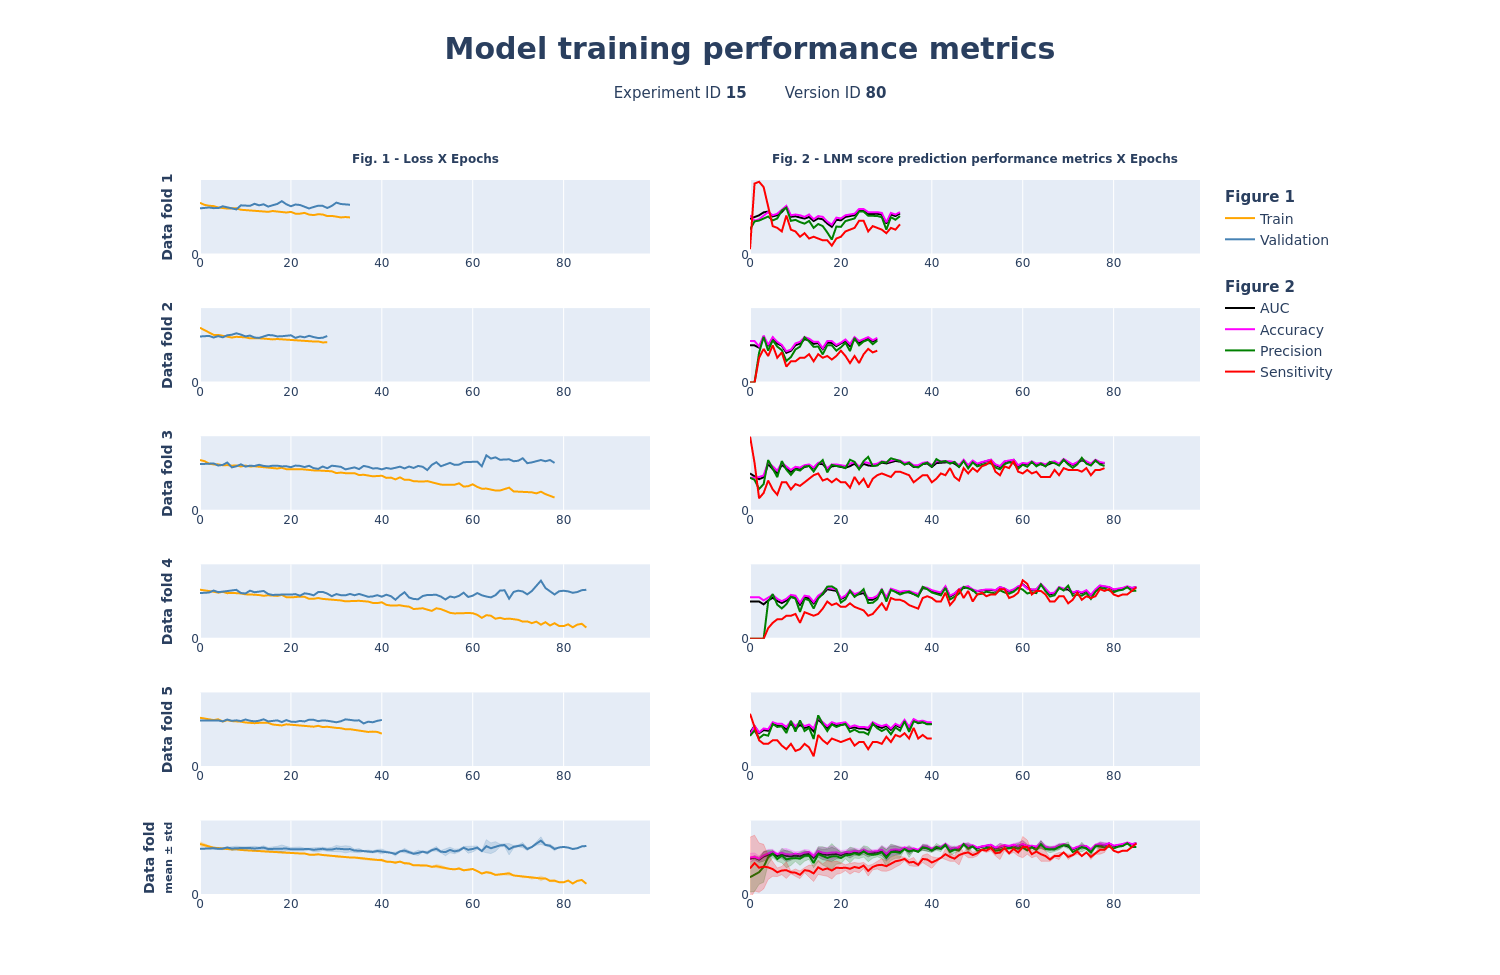 Model training performance metrics
Experiment ID 15 Version ID 80
Fig. 1 - Loss X Epochs
Fig. 2 - LNM score prediction performance metrics X Epochs
Data fold 1
0
0 20 40 60 80
0
0 20 40 60 80
Figure 1
Train
Validation
Figure 2
AUC
Accuracy
Precision
Sensitivity
Data fold 2
0
0 20 40 60 80
0
0 20 40 60 80
Data fold 3
0
0 20 40 60 80
0
0 20 40 60 80
Data fold 4
0
0 20 40 60 80
0
0 20 40 60 80
Data fold 5
0
0 20 40 60 80
0
0 20 40 60 80
Data fold
mean ± std
0
0 20 40 60 80
0
0 20 40 60 80